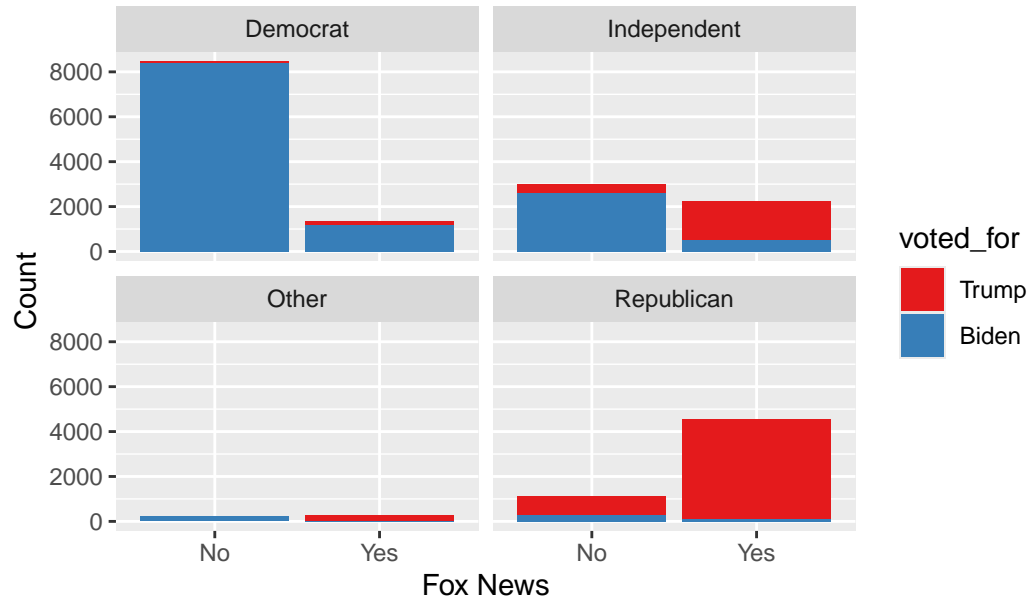 Democrat
Independent
8000
6000
4000
2000
0
Other
Republican
8000
6000
4000
2000
0
No
Yes
No
Yes
Fox News
Count
voted_for
Trump
Biden